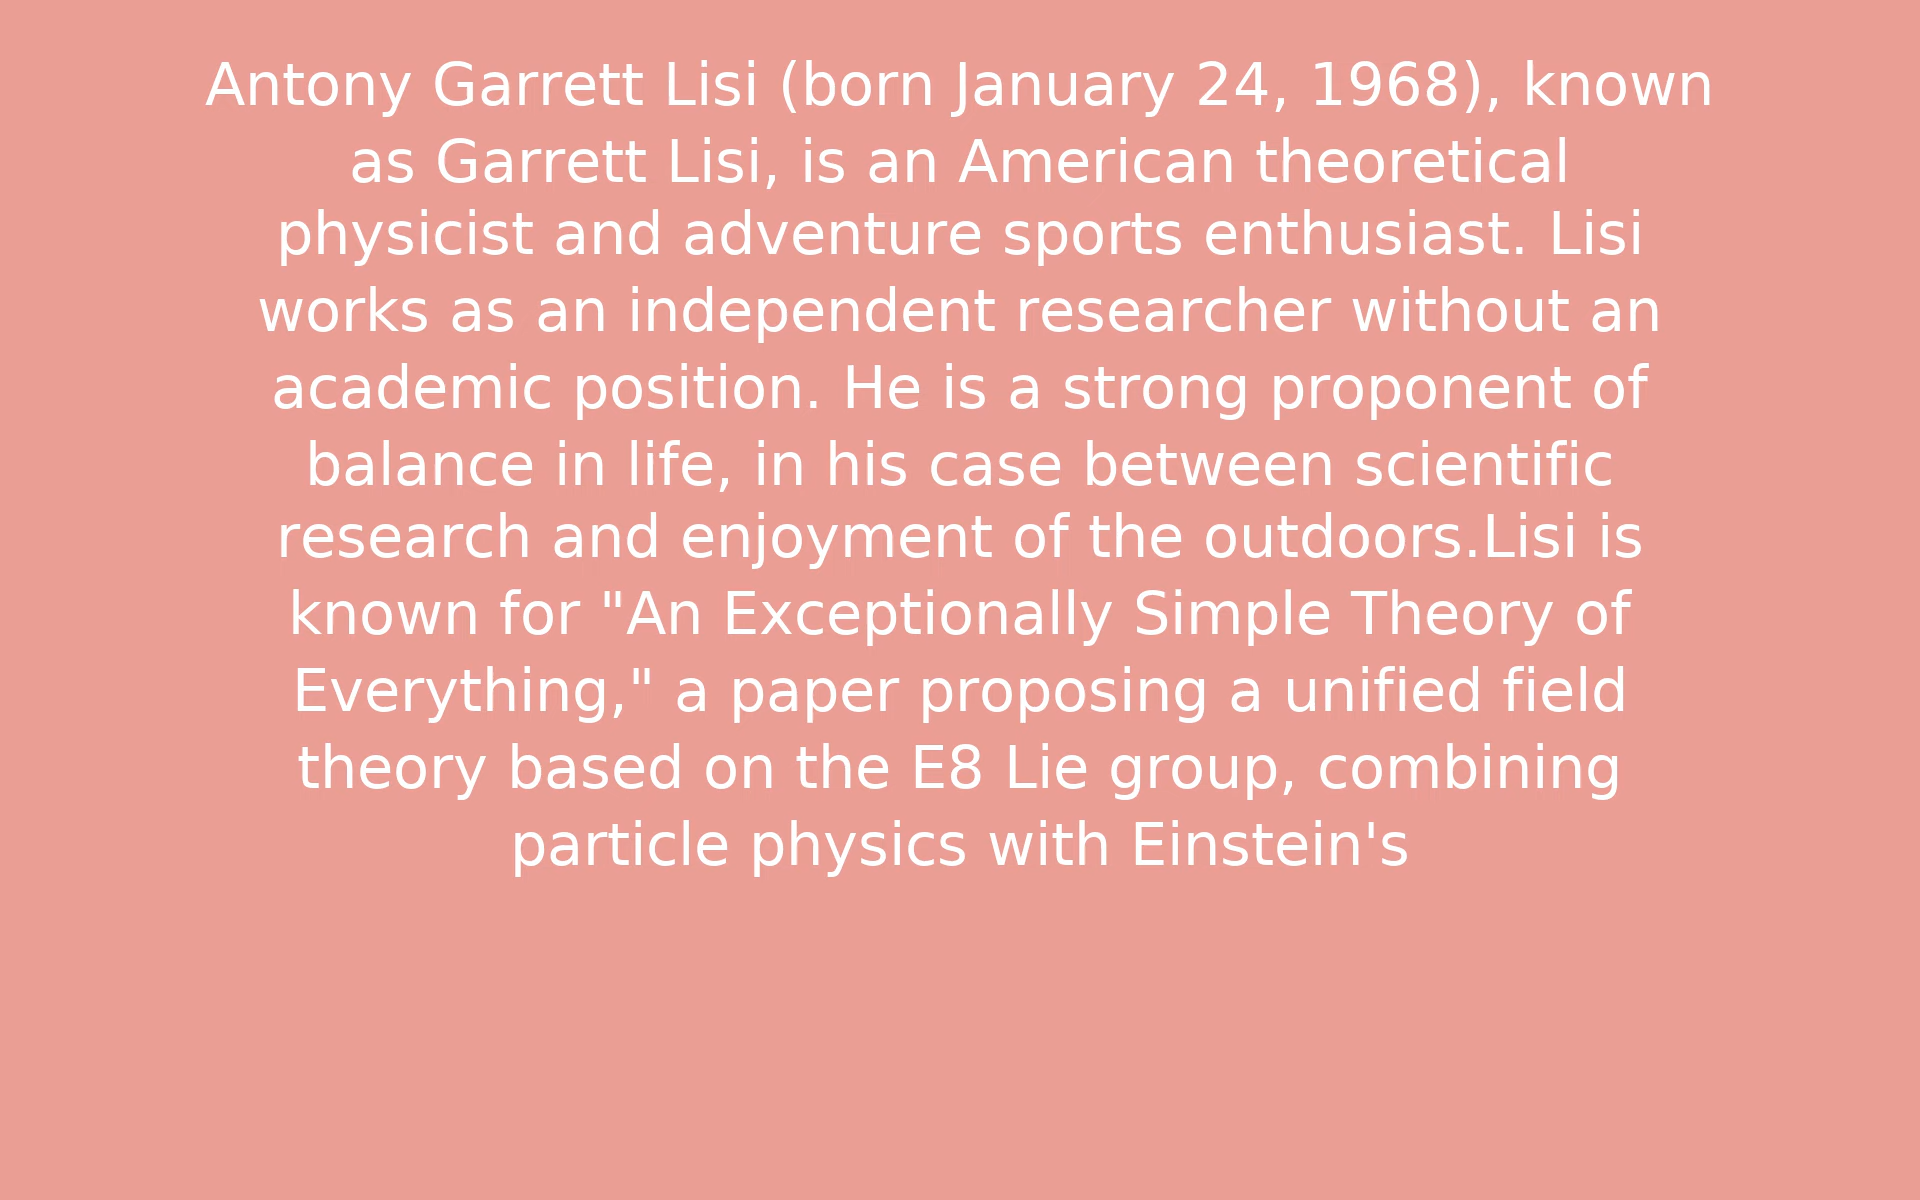 Antony Garrett Lisi (born January 24, 1968), known
as Garrett Lisi, is an American theoretical
physicist and adventure sports enthusiast. Lisi
works as an independent researcher without an
academic position. He is a strong proponent of
balance in life, in his case between scientific
research and enjoyment of the outdoors.Lisi is
known for "An Exceptionally Simple Theory of
Everything," a paper proposing a unified field
theory based on the E8 Lie group, combining
particle physics with Einstein's